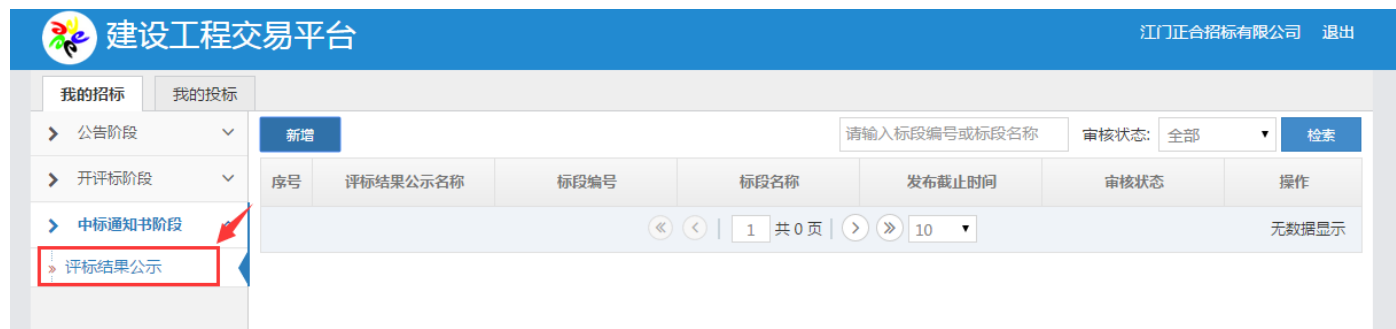 建设工程交易平台
江门正合招标有限公司 退出
我的招标 我的投标
公告阶段
新增 请输入标段编号或标段名称 审核状态: 全部 检索
开评标阶段
序号 评标结果公示名称 标段编号 标段名称 发布截止时间 审核状态 操作
中标通知书阶段
1 共 0 页 10 无数据显示
评标结果公示